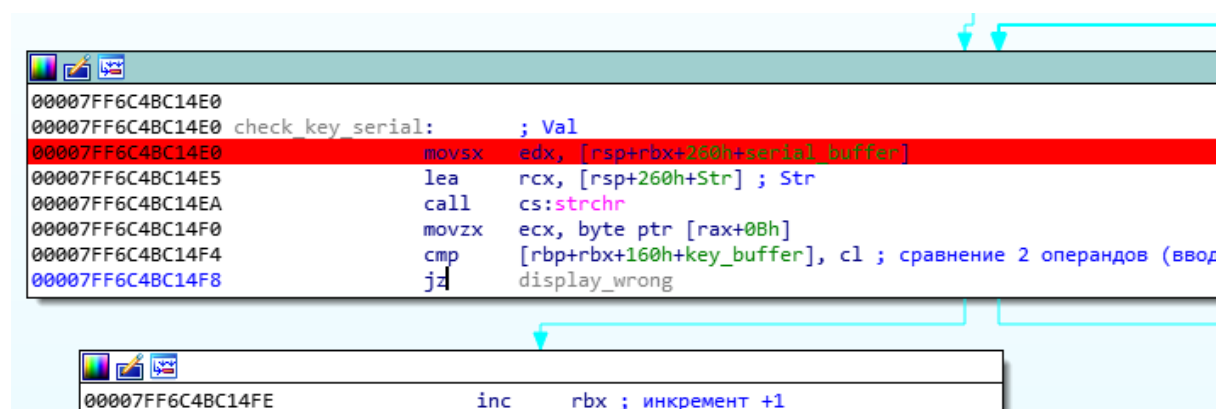 00007FF6C4BC14E0
00007FF6C4BC14E0 check_key_serial: ; Val
00007FF6C4BC14E0 movsx edx, [rsp+rbx+260h+serial_buffer]
00007FF6C4BC14E5 lea rcx, [rsp+260h+Str] ; Str
00007FF6C4BC14EA call cs:strchr
00007FF6C4BC14F0 movzx ecx, byte ptr [rax+0Bh]
00007FF6C4BC14F4 cmp [rbp+rbx+160h+key_buffer], cl ; сравнение 2 операндов (ввод
00007FF6C4BC14F8 jz display_wrong
00007FF6C4BC14FE inc rbx ; инкремент +1